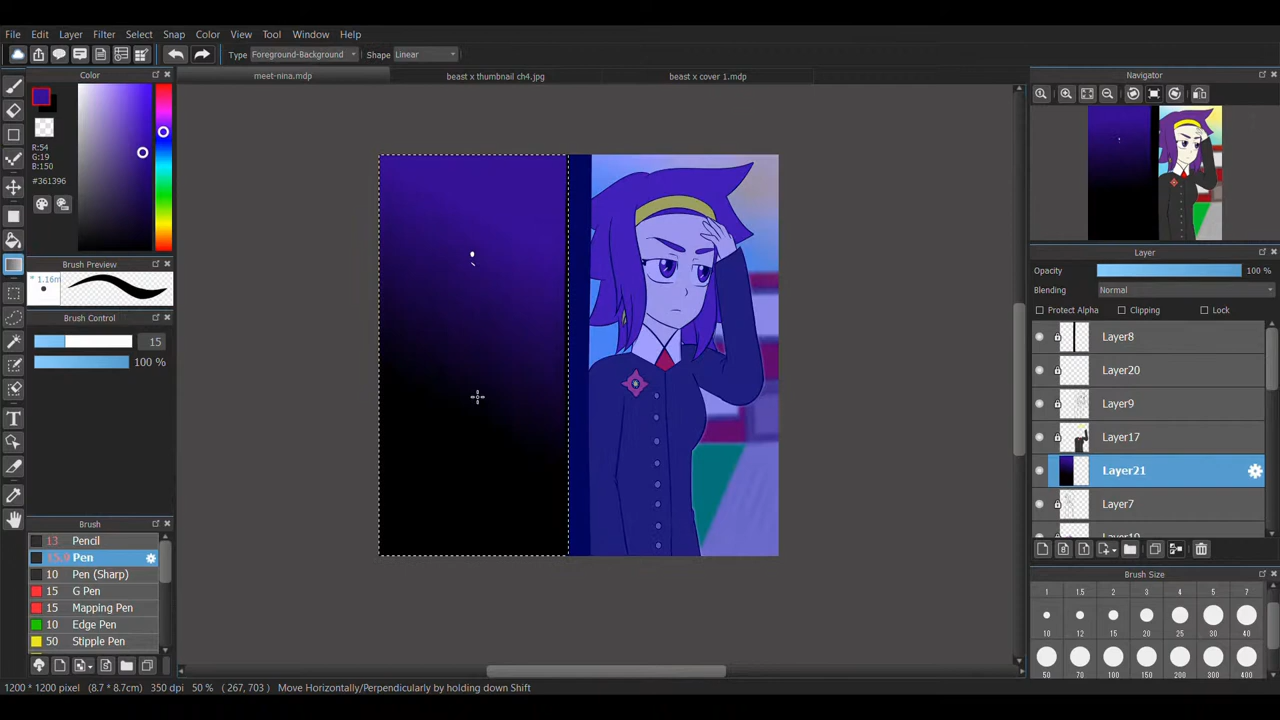 File Edit Layer Filter Select Snap Color View Tool Window Help
Type Foreground-Background Shape Linear
Color
meet-nina.mdp beast x thumbnail ch4.jpg beast x cover 1.mdp
Navigator
R:54
G:19
B:150
#361396
Layer
Brush Preview
Opacity 100 %
Blending Normal
Protect Alpha Clipping Lock
Brush Control
Layer8
15
100 %
Layer20
Layer9
Layer17
Layer21
Layer7
Brush
13 Pencil
Pen
10 Pen (Sharp)
15 G Pen
15 Mapping Pen
10 Edge Pen
50 Stipple Pen
Brush Size
1 1.5 2 3 4 5 7
10 12 15 20 25 30 40
50 70 100 150 200 300 400
1200 * 1200 pixel (8.7 * 8.7cm) 350 dpi 50 % (267, 703) Move Horizontally/Perpendicularly by holding down Shift